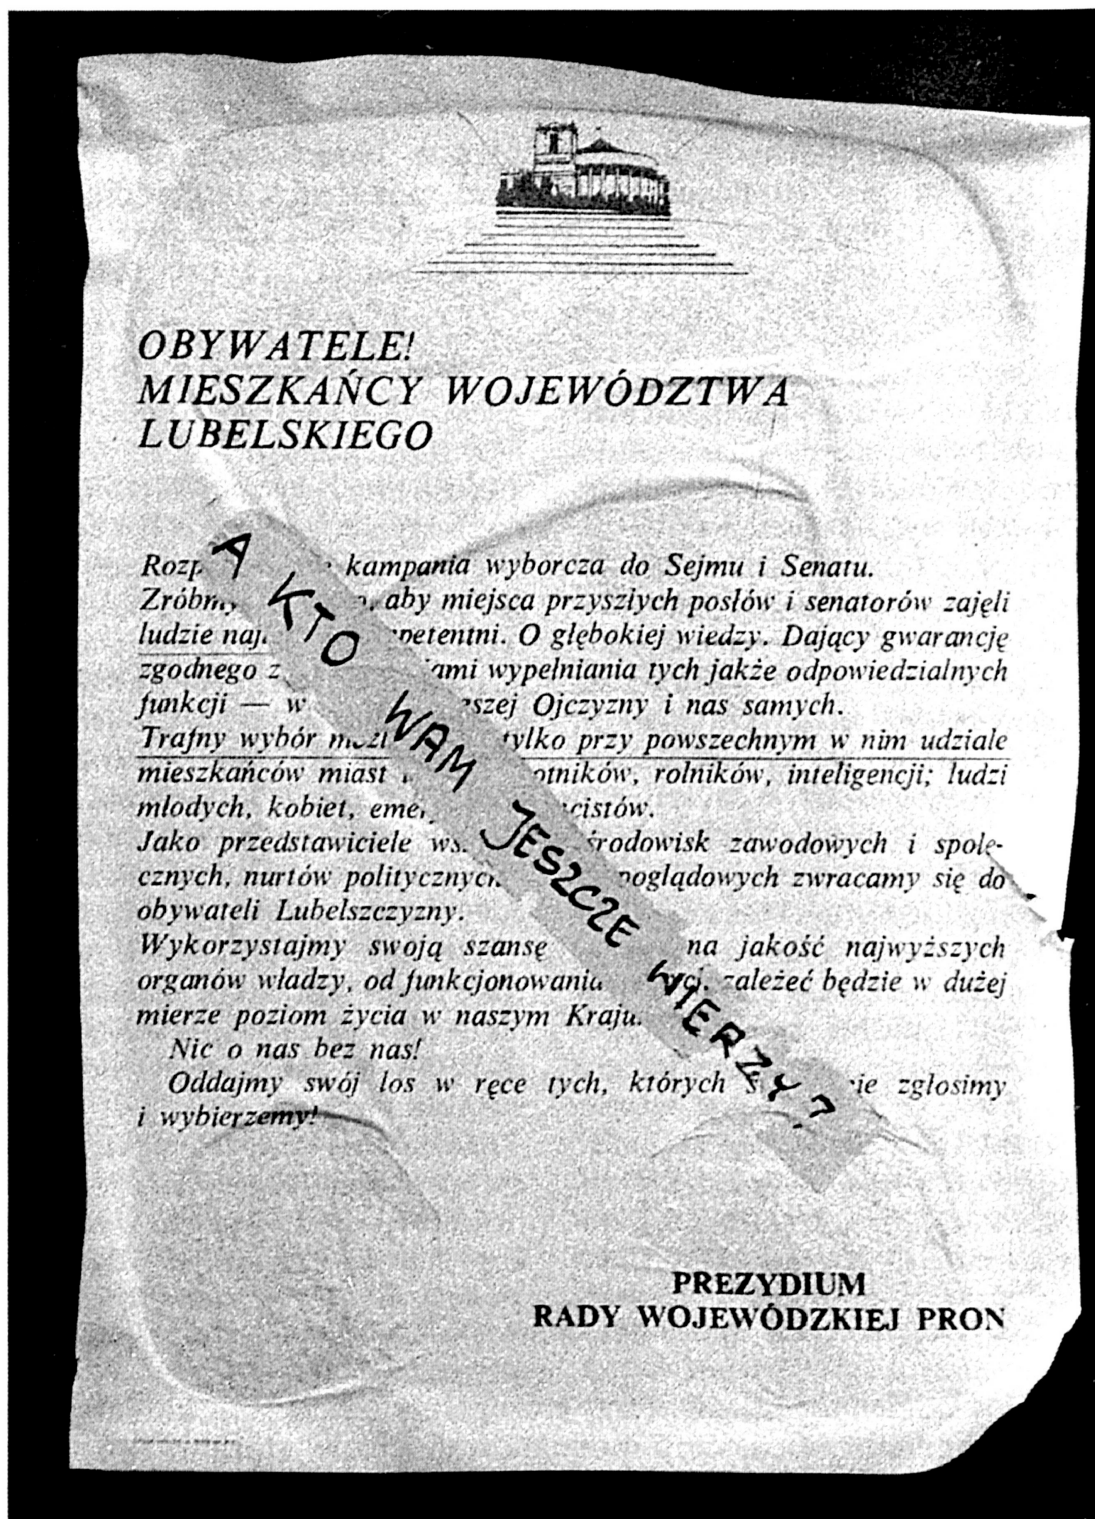 OBYWATELE!
MIESZKAŃCY WOJEWÓDZTWA
LUBELSKIEGO
kampania wyborcza do Sejmu i Senatu.
aby miejsca przyszłych posłów i senatorów zajęli
ludzie O głębokiej wiedzy. Dający gwarancję
zgodnego z wypełniania tych jakże odpowiedzialnych
funkcji — w Ojczyzny i nas samych.
Trafny wybór tylko przy powszechnym w nim udziale
mieszkańców miast rolników, inteligencji; ludzi
młodych, kobiet,
Jako przedstawiciele środowisk zawodowych i społe-
cznych, nurtów politycznych zwracamy się do
obywateli Lubelszczyzny.
Wykorzystajmy swoją szansę na jakość najwyższych
organów władzy, od funkcjonowania zależeć będzie w dużej
mierze poziom życia w naszym Kraju.
Nic o nas bez nas!
Oddajmy swój los w ręce tych, których zgłosimy
i wybierzemy!
A KTO WAM JESZCZE WIERZY?
PREZYDIUM
RADY WOJEWÓDZKIEJ PRON